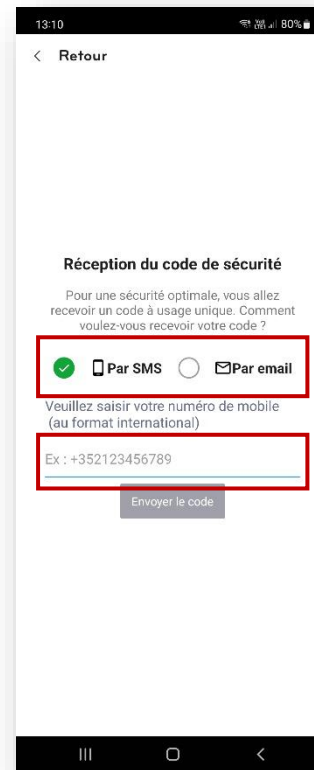 13:10 80%
Retour
Réception du code de sécurité
Pour une sécurité optimale, vous allez
recevoir un code à usage unique. Comment
voulez-vous recevoir votre code ?
Par SMS Par email
Veuillez saisir votre numéro de mobile
(au format international)
Ex : +352123456789
Envoyer le code